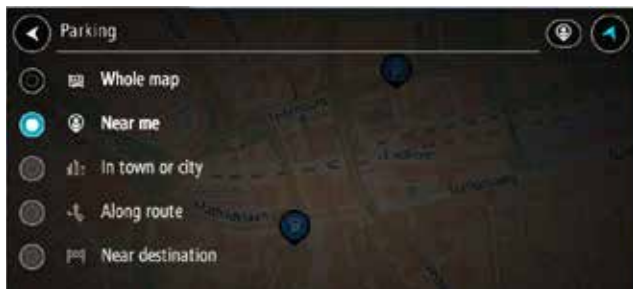 Parking
Whole map
Near me
In town or city
Along route
Near destination